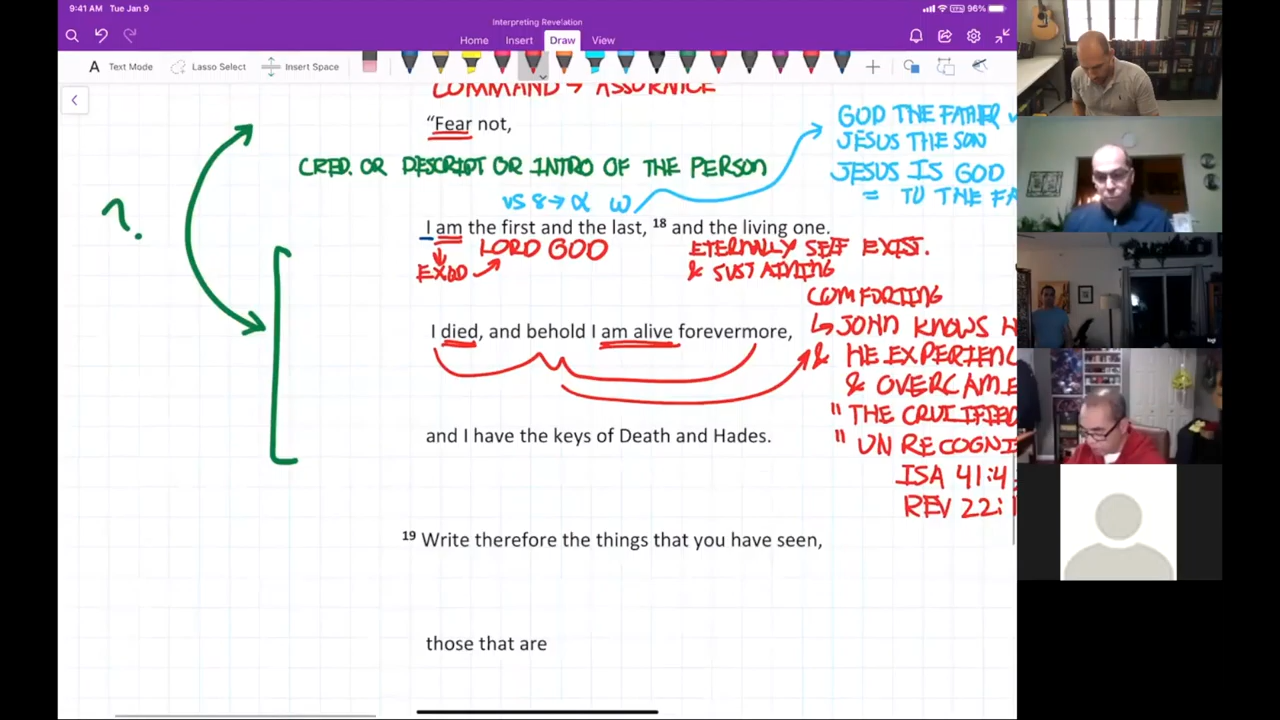 9:41 AM Tue Jan 9
96%
Interpreting Revelation
Home Insert Draw View
Text Mode Lasso Select Insert Space
COMMAND → ASSURNICE
“Fear not,
GOD THE FATHER
JESUS THE SON
CRED. OR DESCRIPT OR INTRO OF THE PERSON
JESUS IS GOD
= TO THE FA
vs 8 → α ω
I am the first and the last, 18 and the living one.
EXOD → LORD GOD
ETERNALLY SELF EXIST.
& SUSTAINING
COMFORTING
?
I died, and behold I am alive forevermore,
↳ JOHN KNOWS H
& HE EXPERIENC
& OVERCAME
" THE CRUCIFIED
and I have the keys of Death and Hades.
" UN RECOGNI
ISA 41:4
REV 22:1
19 Write therefore the things that you have seen,
those that are